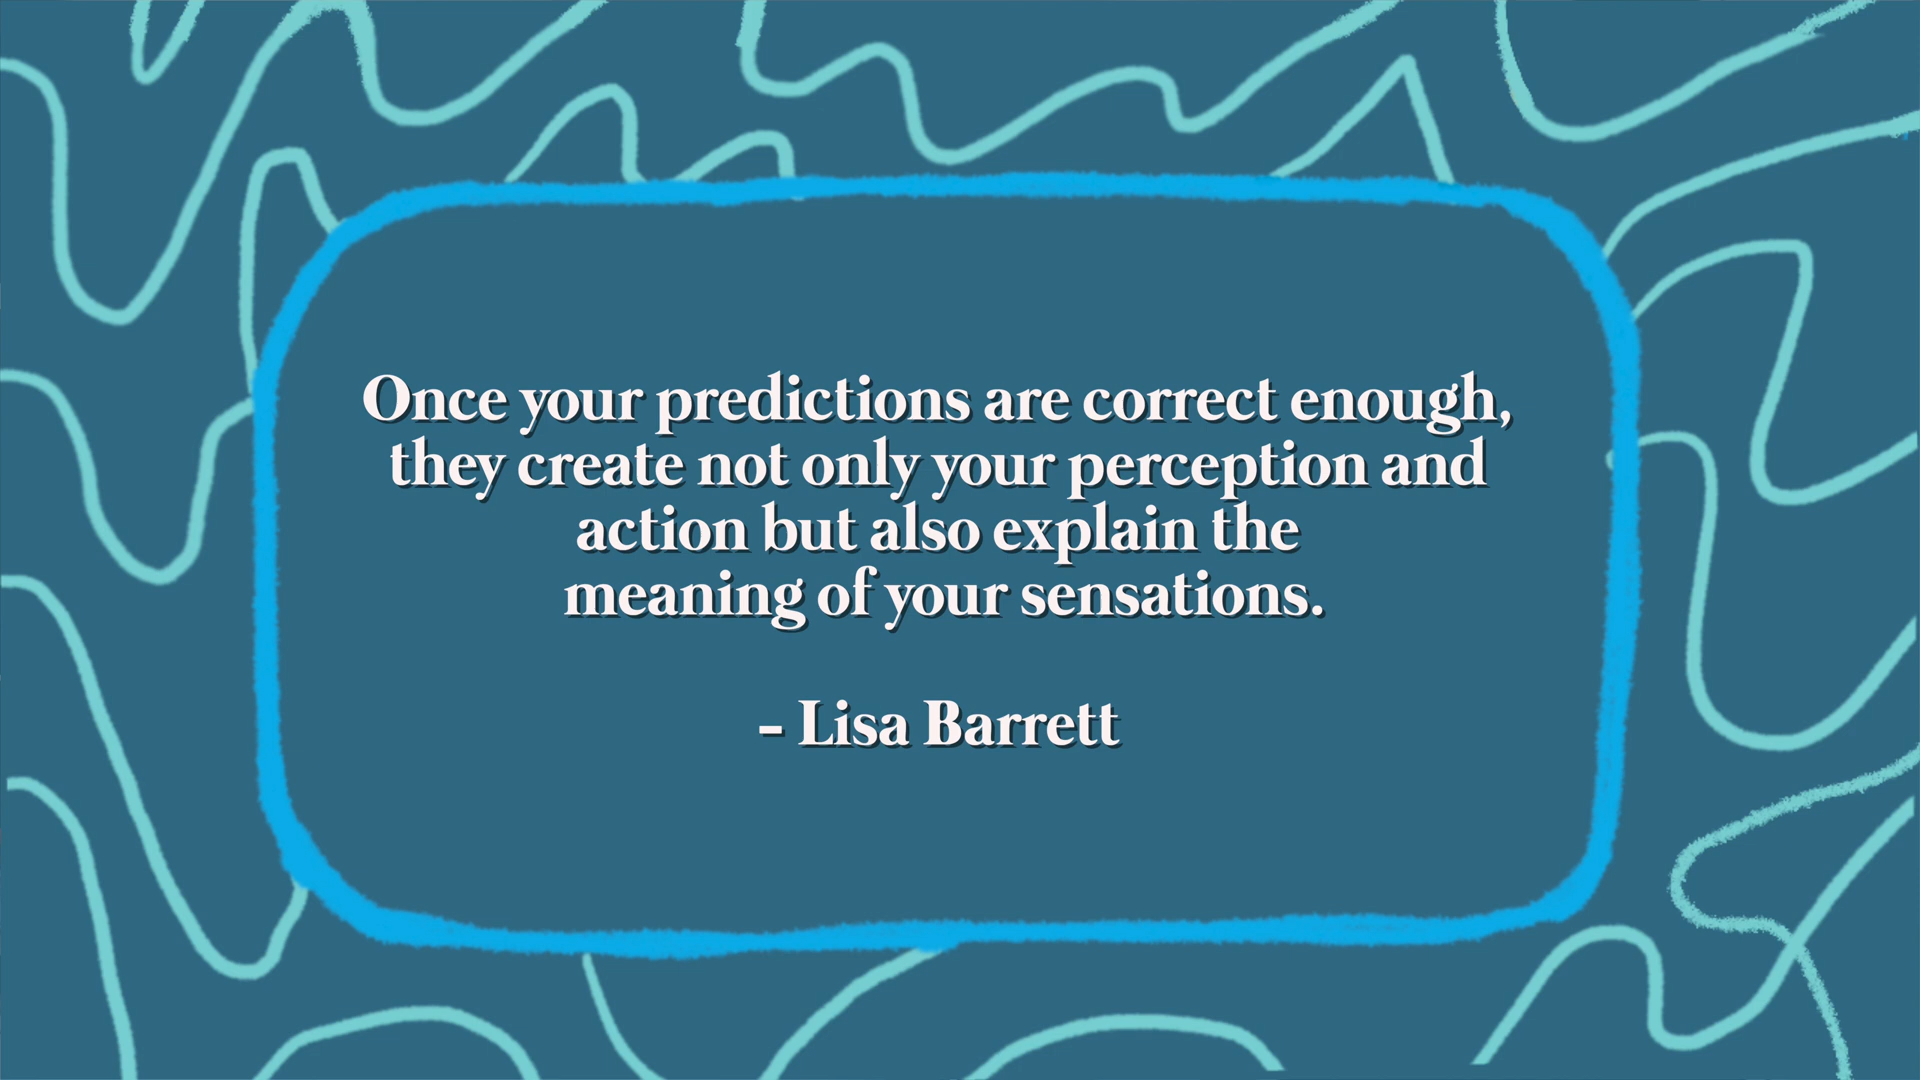 Once your predictions are correct enough,
they create not only your perception and
action but also explain the
meaning of your sensations.
- Lisa Barrett